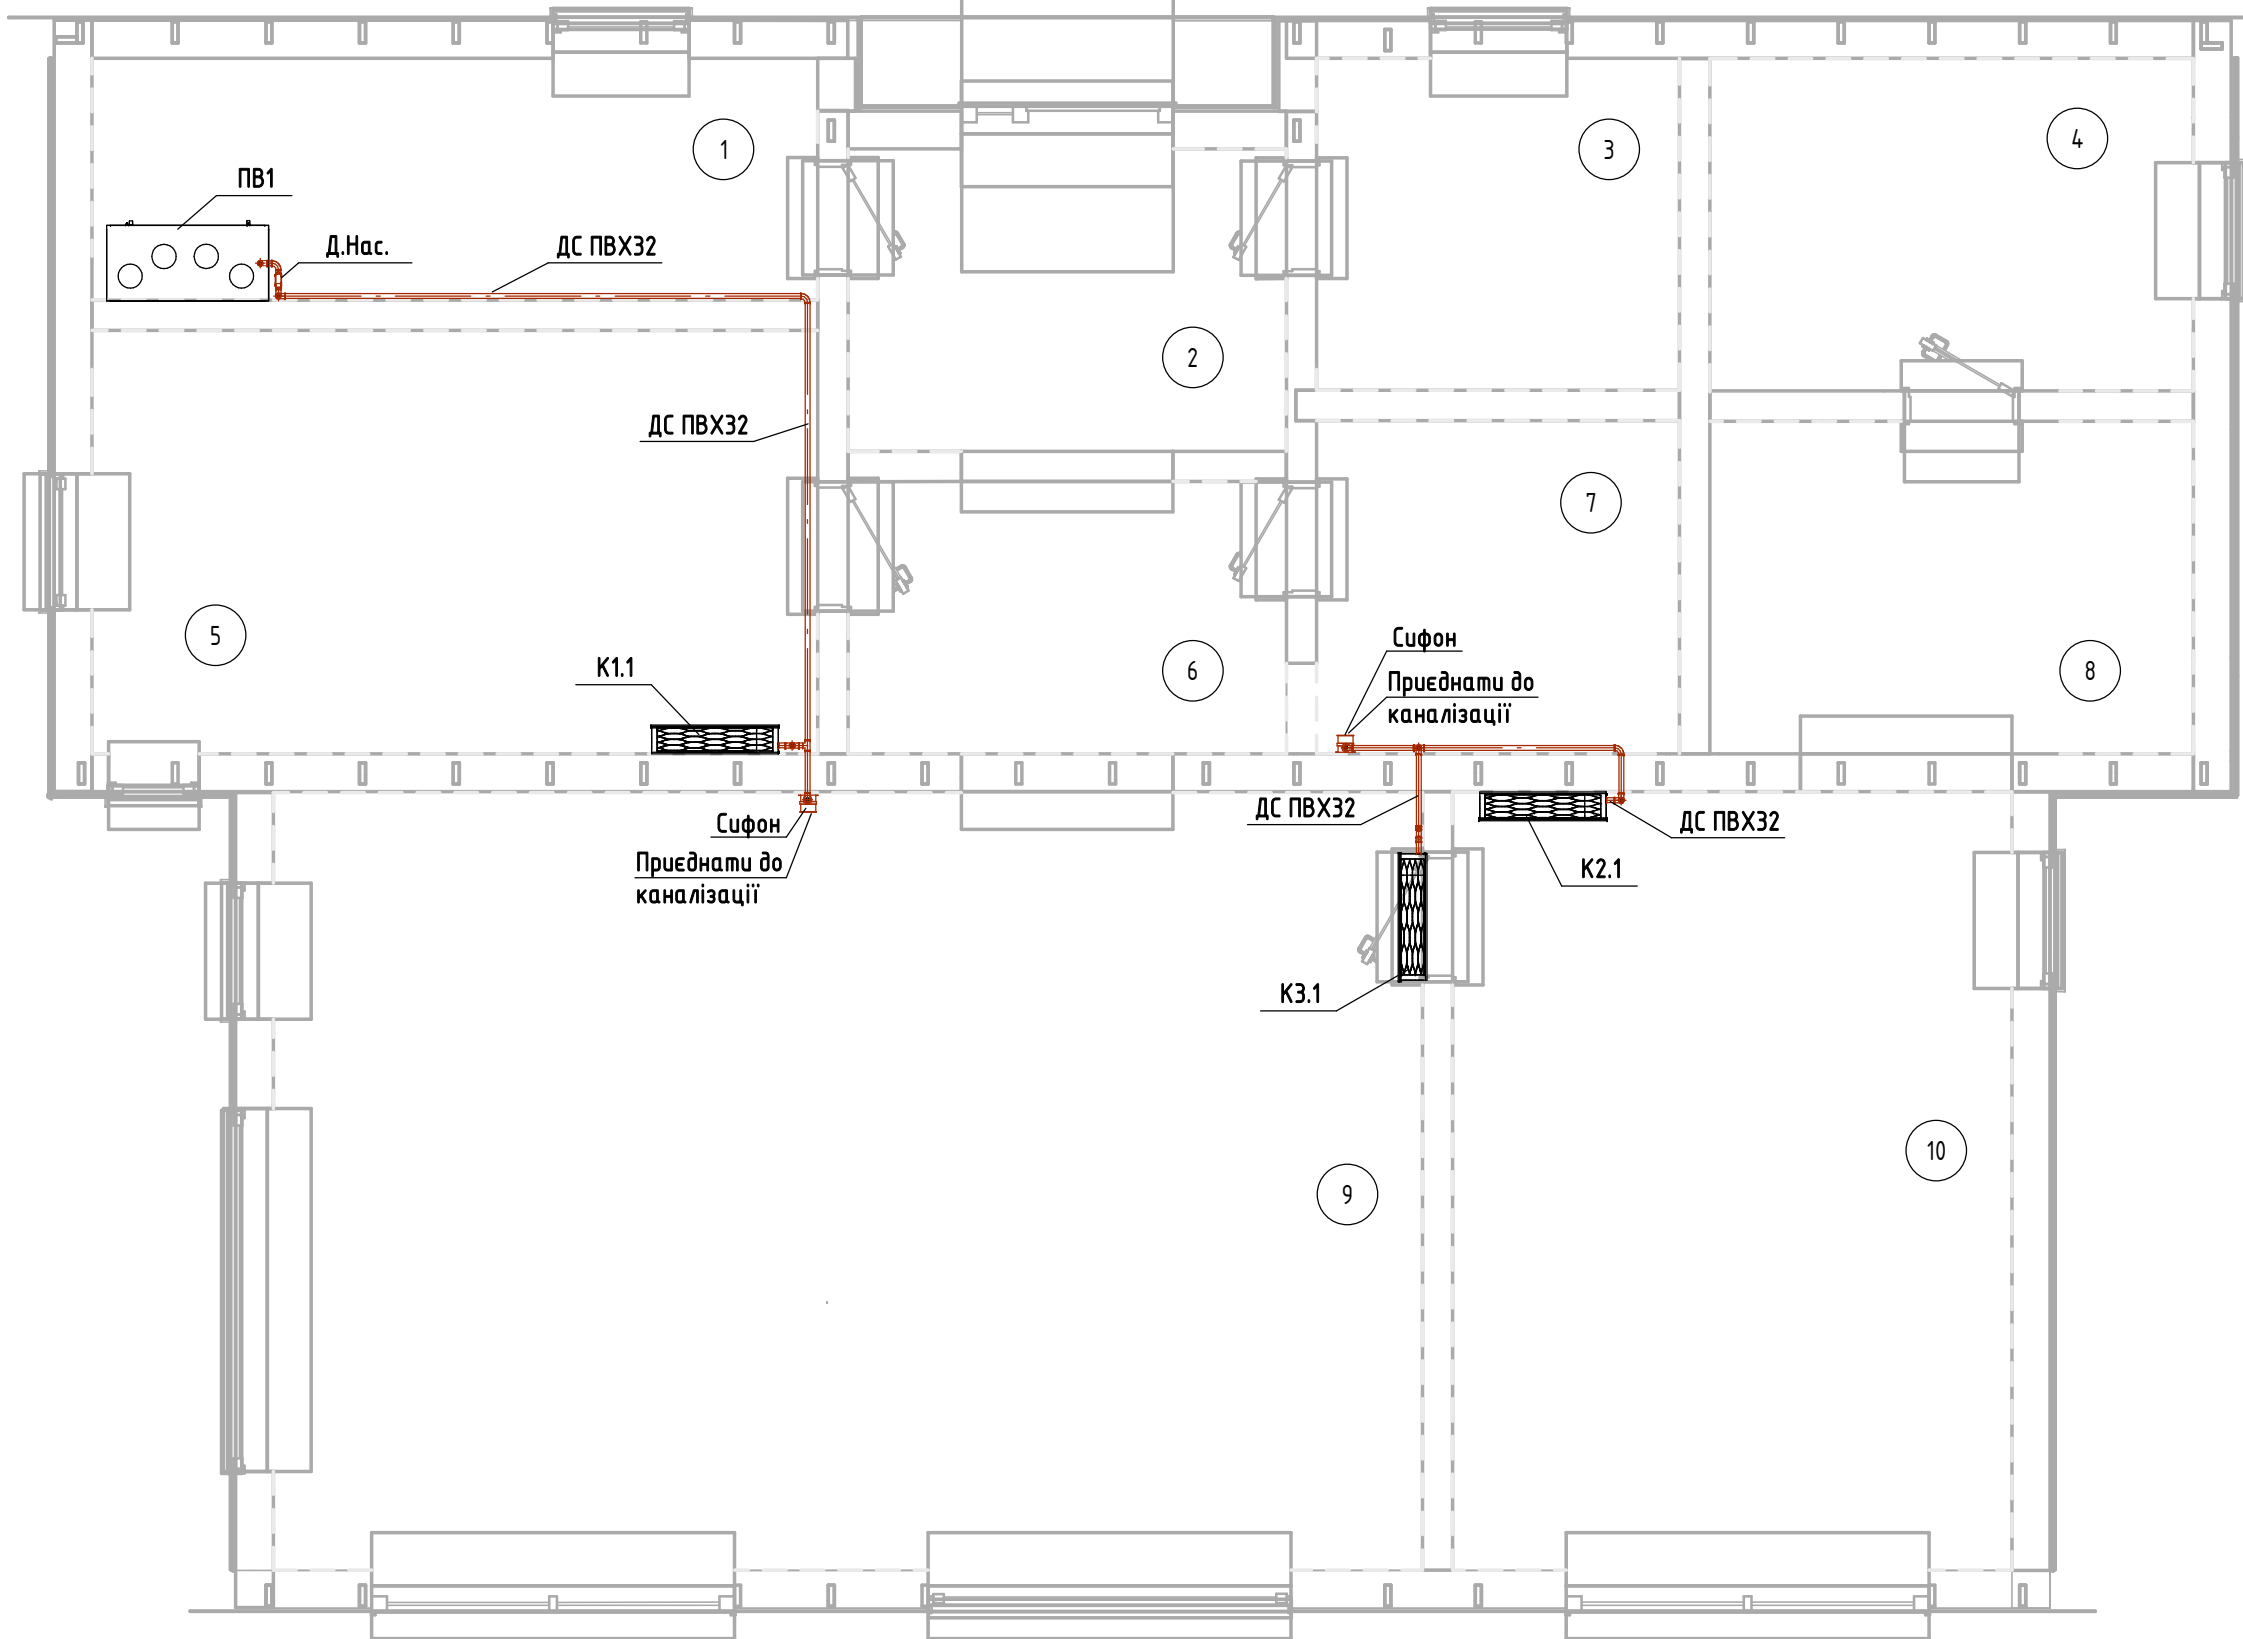 1
3
4
ПВ1
Д.Нас.
ДС ПВХ32
2
ДС ПВХ32
7
5
6
8
К1.1
Сифон
Приєднати до
каналізації
ДС ПВХ32
ДС ПВХ32
Сифон
Приєднати до
каналізації
К2.1
К3.1
9
10